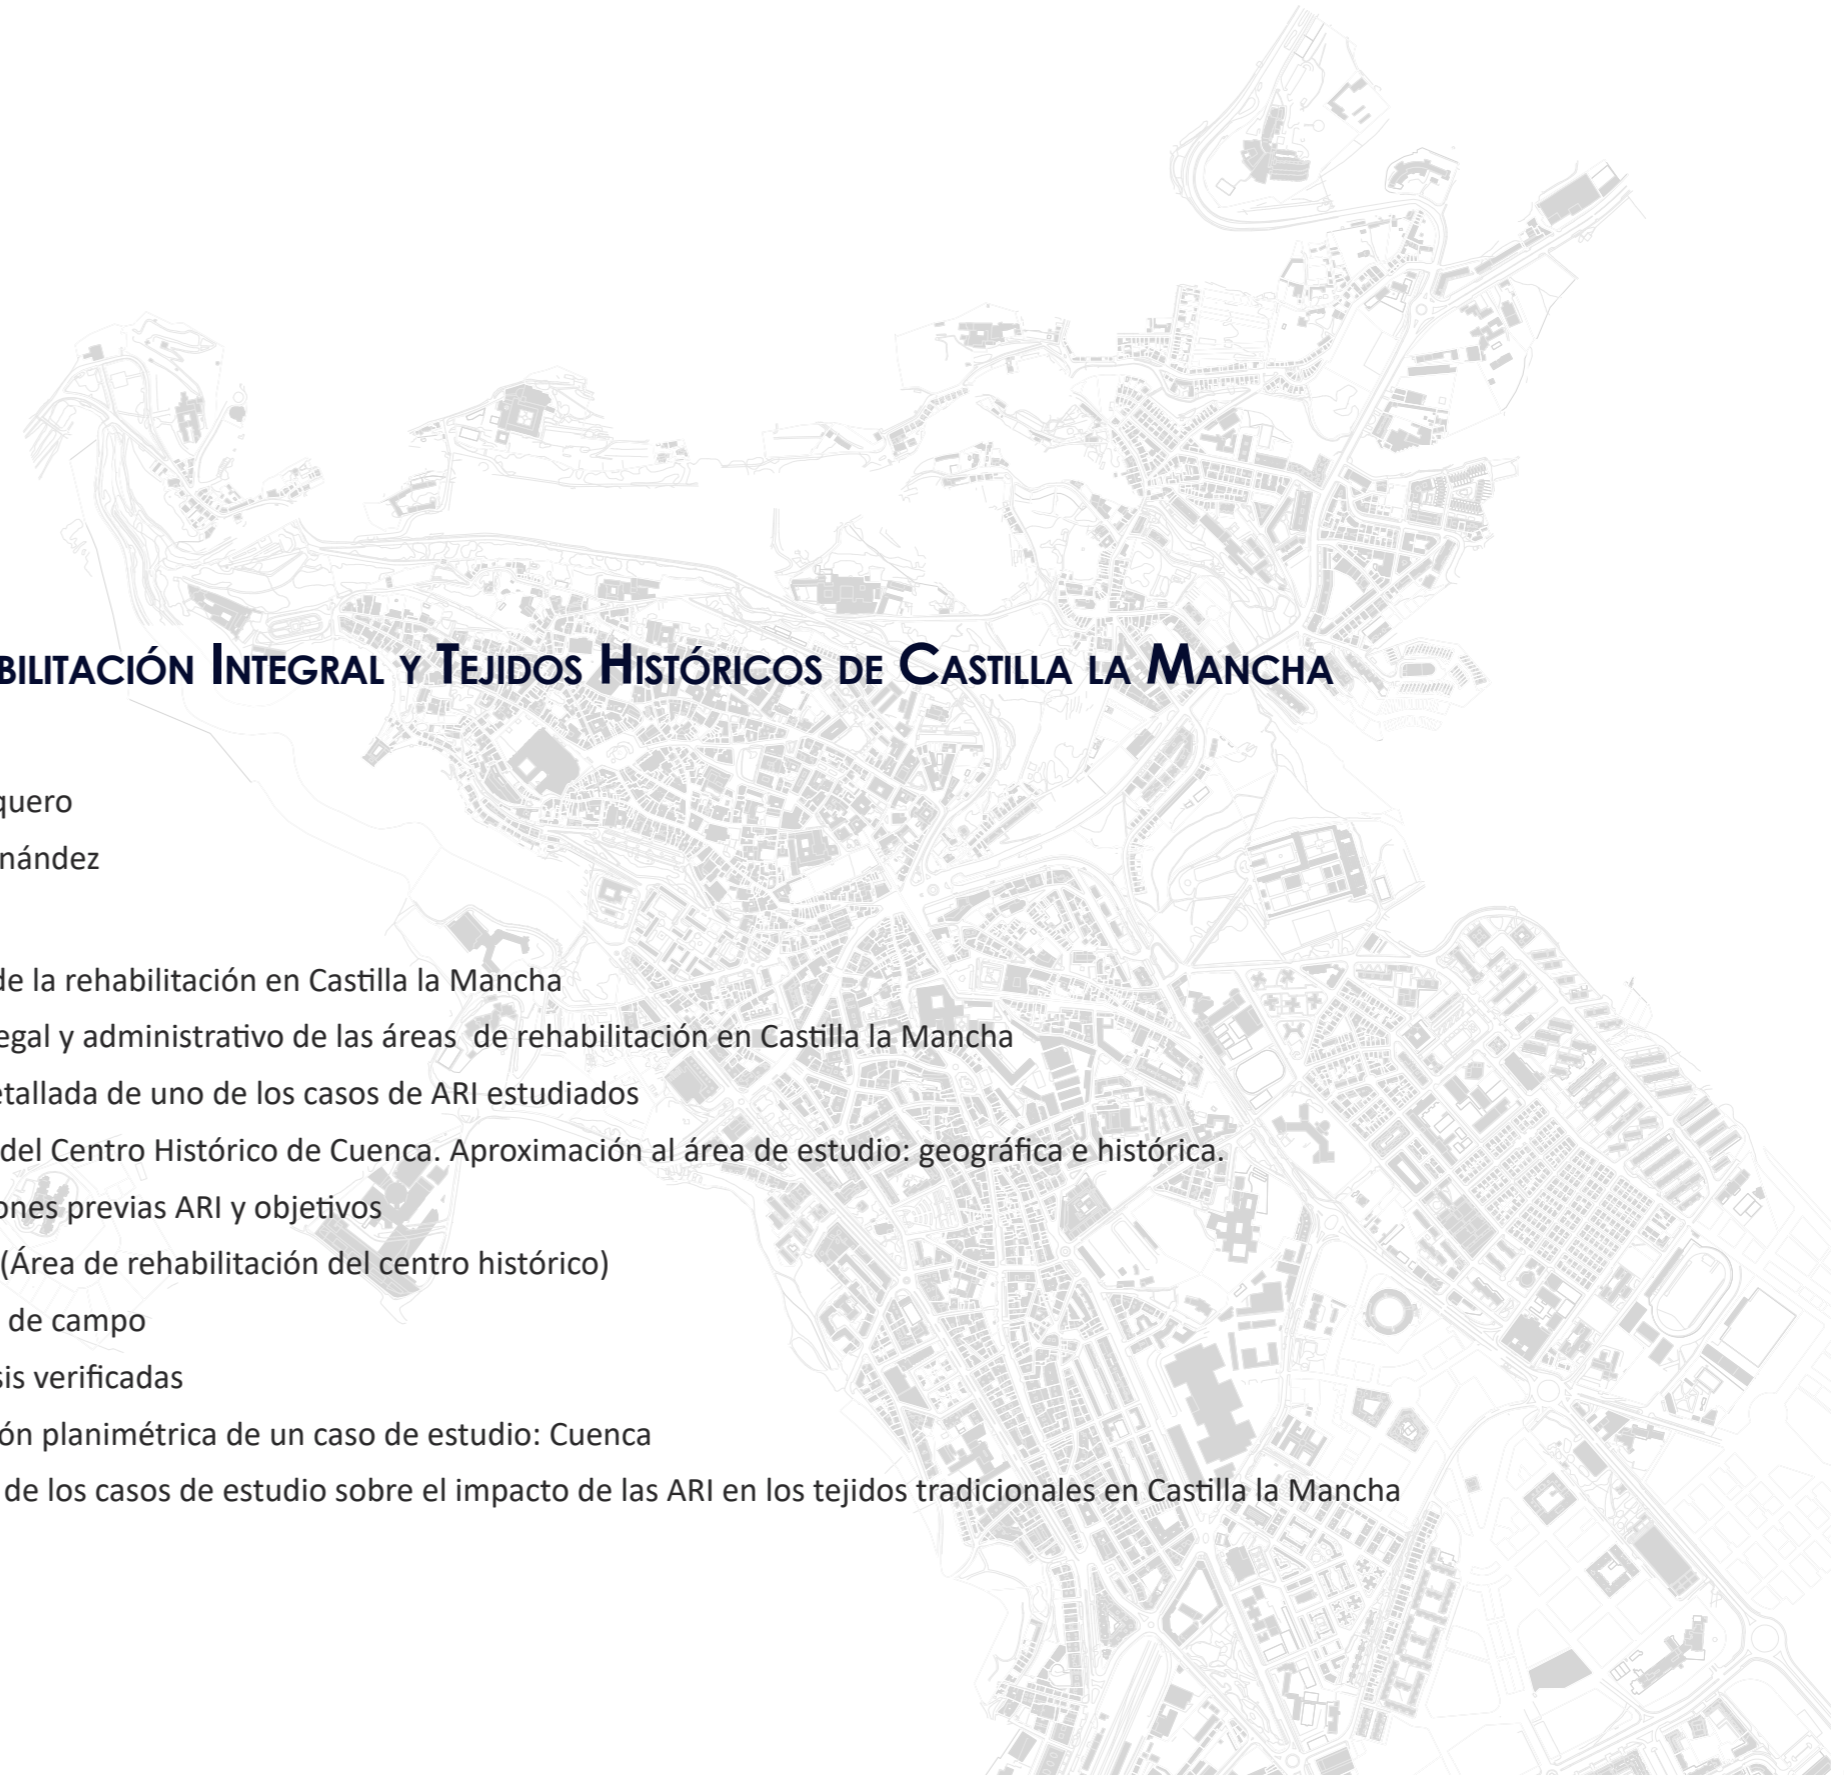 BILITACIÓN INTEGRAL Y TEJIDOS HISTÓRICOS DE CASTILLA LA MANCHA
quero
nández
de la rehabilitación en Castilla la Mancha
egal y administrativo de las áreas de rehabilitación en Castilla la Mancha
etallada de uno de los casos de ARI estudiados
del Centro Histórico de Cuenca. Aproximación al área de estudio: geográfica e histórica.
ones previas ARI y objetivos
(Área de rehabilitación del centro histórico)
de campo
sis verificadas
ón planimétrica de un caso de estudio: Cuenca
de los casos de estudio sobre el impacto de las ARI en los tejidos tradicionales en Castilla la Mancha